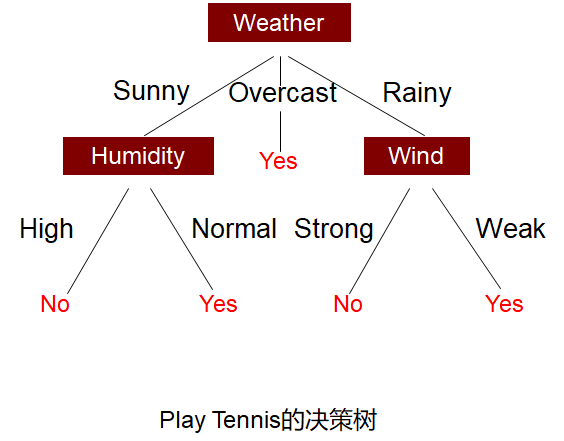 Weather
Sunny
Overcast
Rainy
Humidity
Yes
Wind
High
Normal
Strong
Weak
No
Yes
No
Yes
Play Tennis的决策树